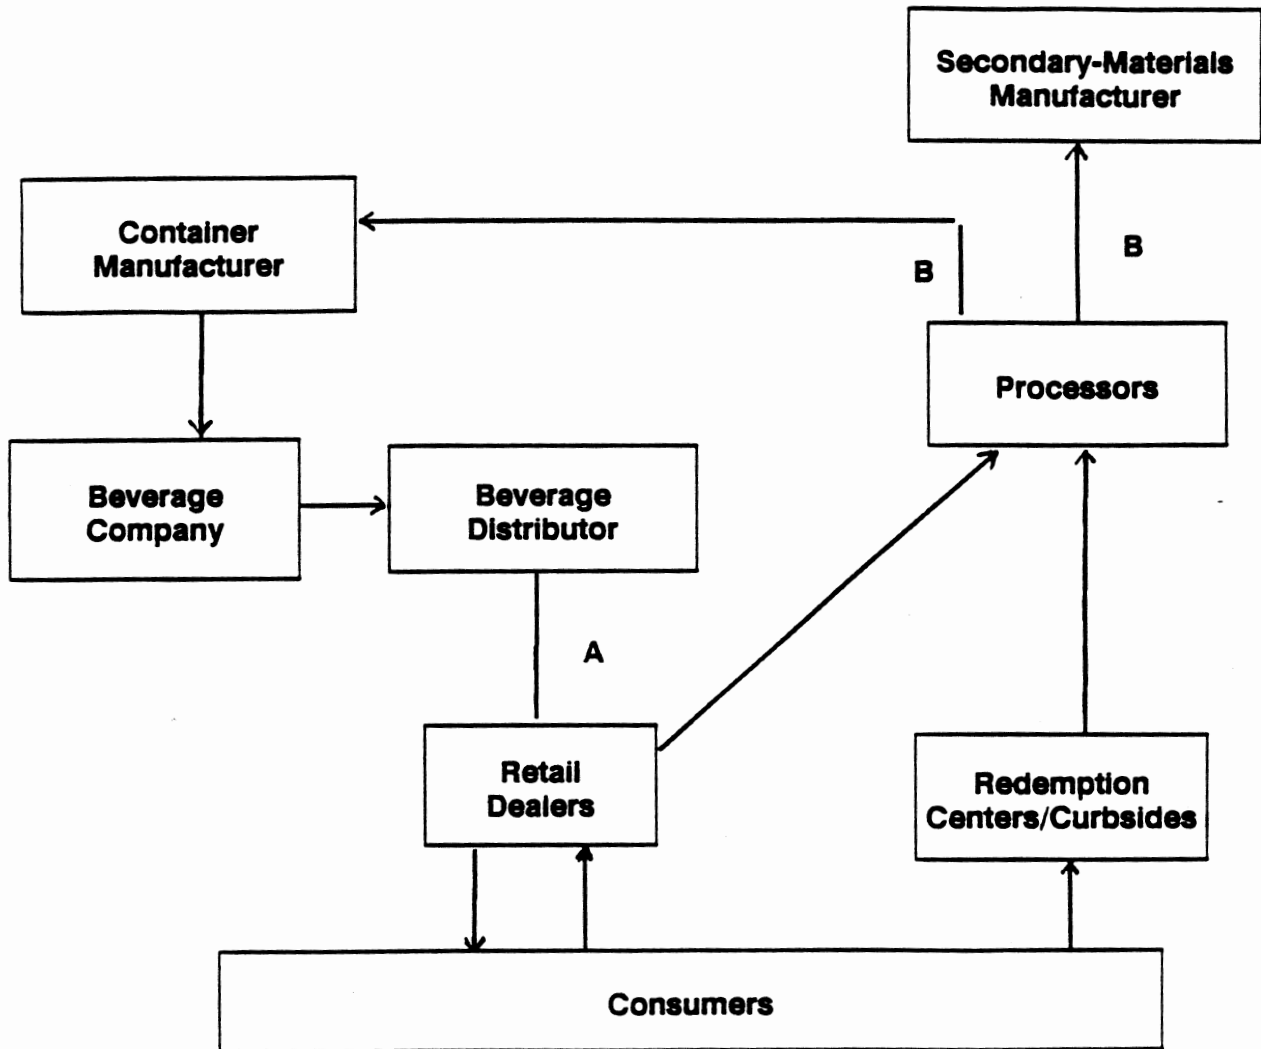 Secondary-Materials
Manufacturer
Container
Manufacturer
B
B
Processors
Beverage
Company
Beverage
Distributor
A
Retail
Dealers
Redemption
Centers/Curbsides
Consumers